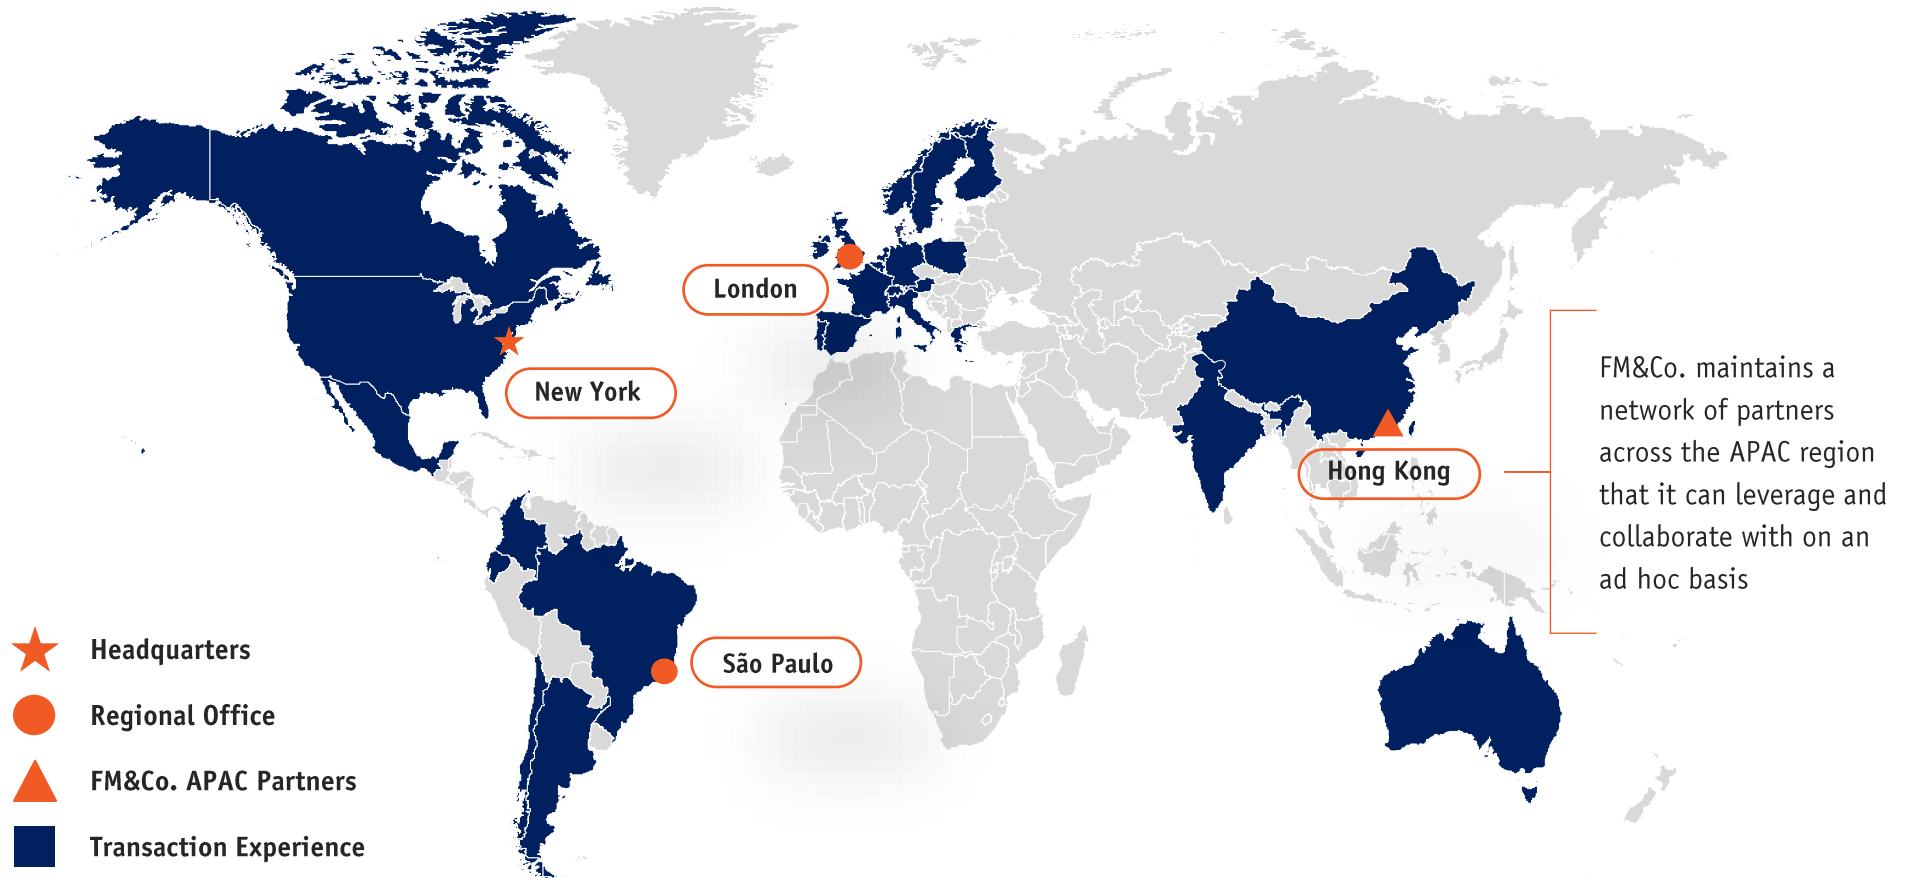 London
New York
Hong Kong
São Paulo
FM&Co. maintains a
network of partners
across the APAC region
that it can leverage and
collaborate with on an
ad hoc basis
Headquarters
Regional Office
FM&Co. APAC Partners
Transaction Experience